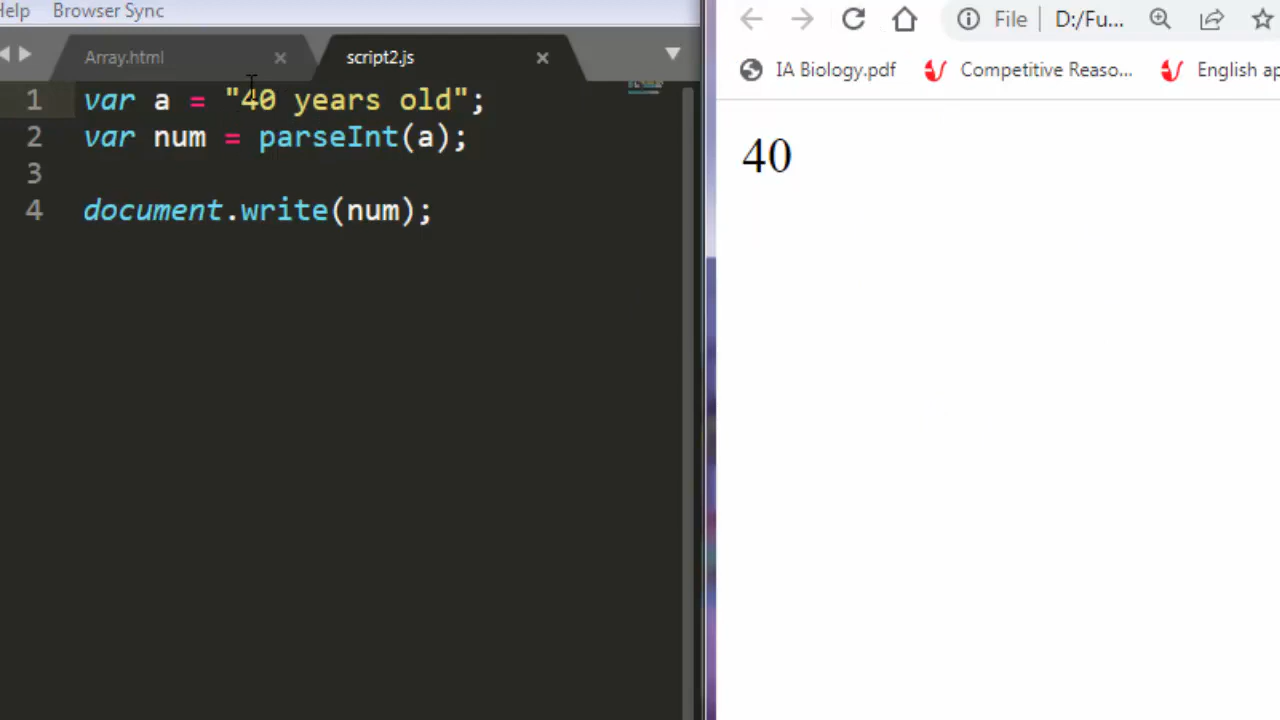 Help Browser Sync
Array.html × script2.js ×
1 var a = "40 years old";
2 var num = parseInt(a);
3
4 document.write(num);
File D:/Fu...
IA Biology.pdf Competitive Reaso... English ap
40